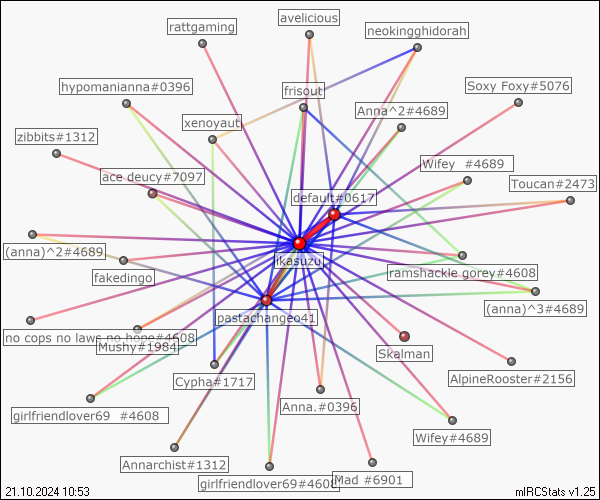 rattgaming
avelicious
neokingghidorah
hypomanianna#0396
frisout
Soxy Foxy#5076
xenoyaut
Anna^2#4689
zibbits#1312
ace deucy#7097
Wifey #4689
default#0617
Toucan#2473
(anna)^2#4689
ikasuzu
fakedingo
ramshackle gorey#4608
(anna)^3#4689
pastachangeo41
no cops no laws no hope#4608
Mushy#1984
Skalman
Cypha#1717
AlpineRooster#2156
girlfriendlover69 #4608
Anna.#0396
Wifey#4689
Annarchist#1312
girlfriendlover69#4608
Mad #6901
21.10.2024 10:53
mIRCStats v1.25